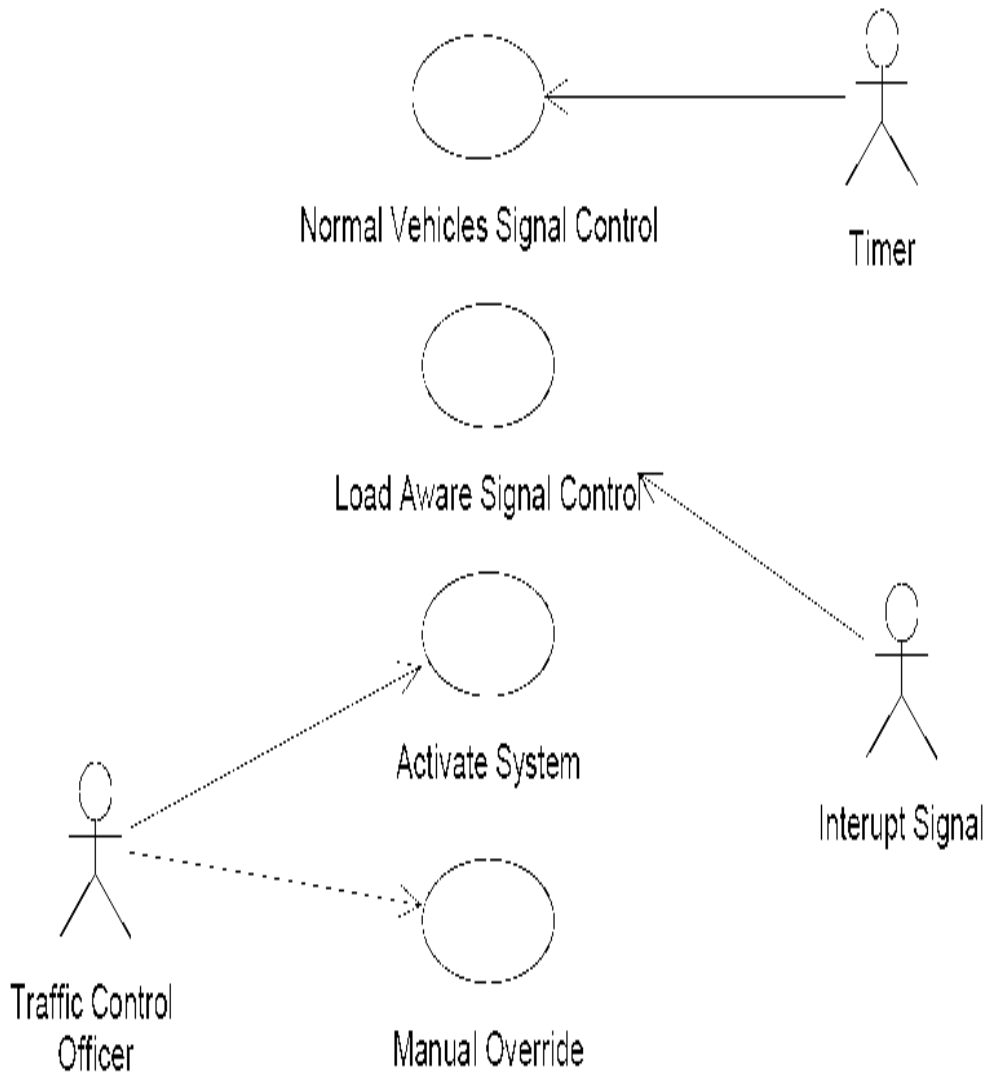 Normal Vehicles Signal Control
Timer
Load Aware Signal Control
Activate System
Interupt Signal
Traffic Control
Officer
Manual Override